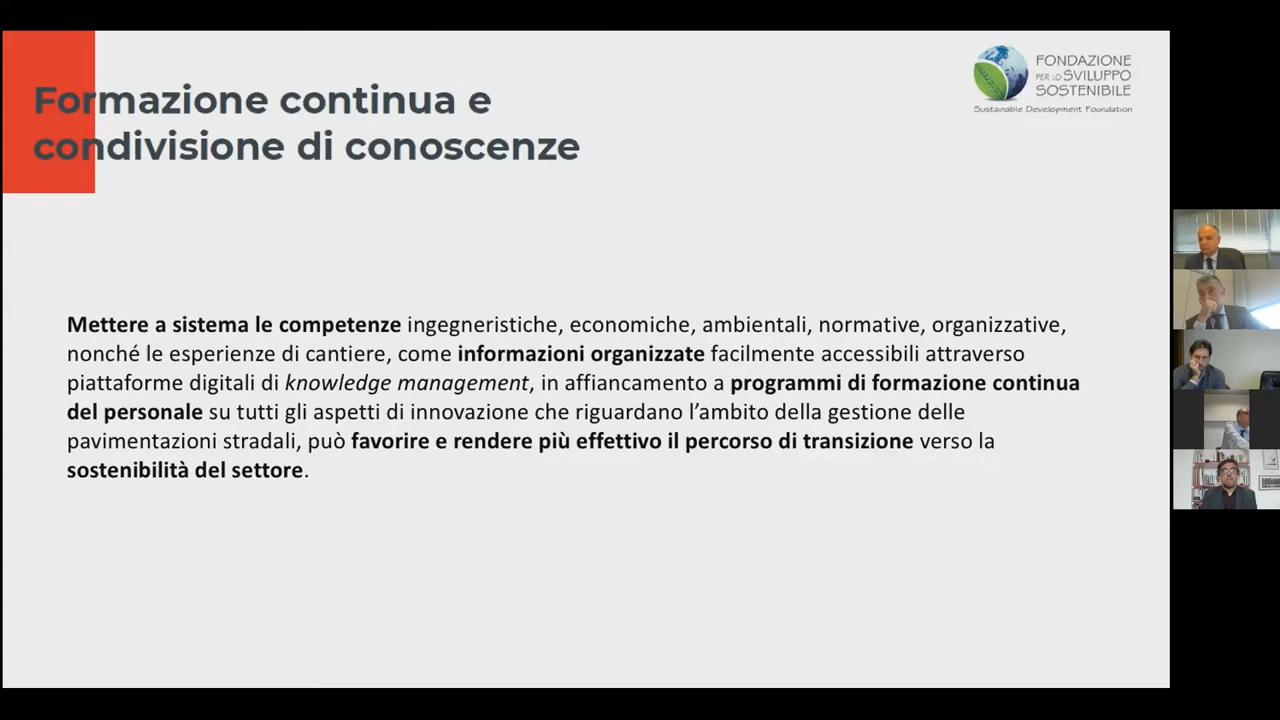 Formazione continua e
condivisione di conoscenze
FONDAZIONE
PER LO SVILUPPO
SOSTENIBILE
Sustainable Development Foundation
Mettere a sistema le competenze ingegneristiche, economiche, ambientali, normative, organizzative,
nonché le esperienze di cantiere, come informazioni organizzate facilmente accessibili attraverso
piattaforme digitali di knowledge management, in affiancamento a programmi di formazione continua
del personale su tutti gli aspetti di innovazione che riguardano l’ambito della gestione delle
pavimentazioni stradali, può favorire e rendere più effettivo il percorso di transizione verso la
sostenibilità del settore.